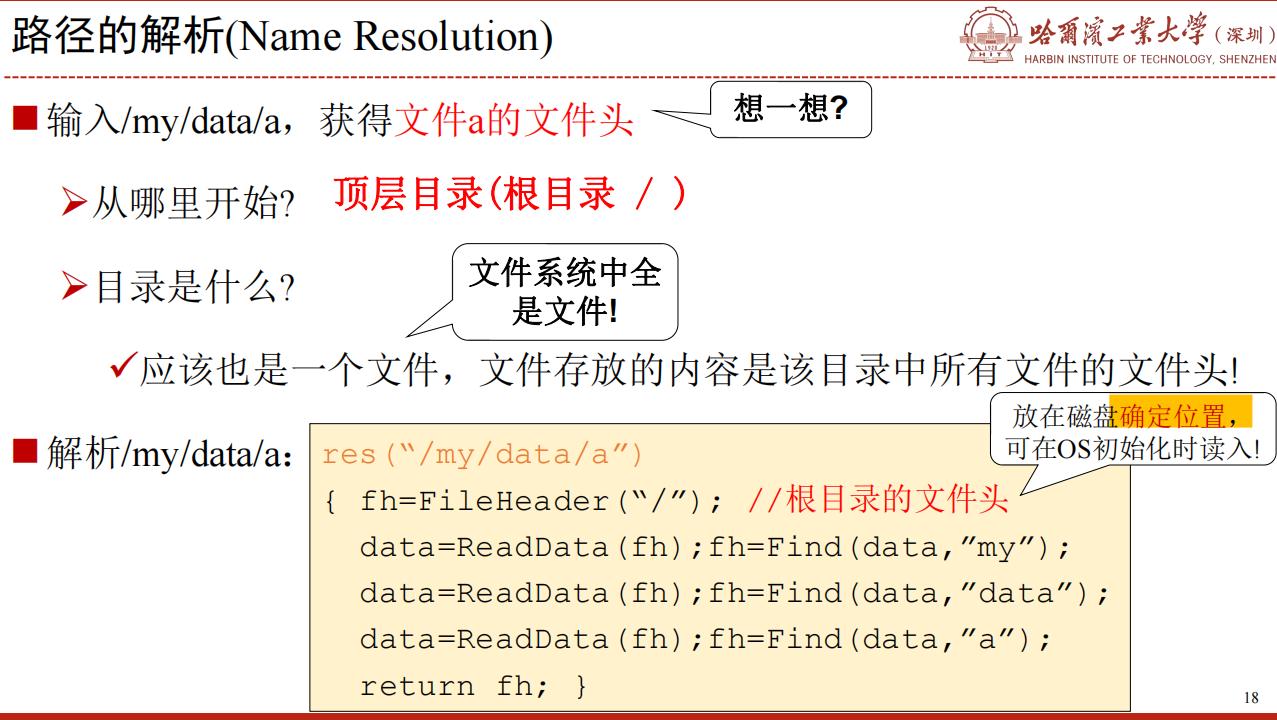 路径的解析(Name Resolution)
哈尔滨工业大学(深圳)
HARBIN INSTITUTE OF TECHNOLOGY, SHENZHEN
输入/my/data/a，获得文件a的文件头
想一想?
从哪里开始?
顶层目录(根目录 / )
目录是什么?
文件系统中全
是文件!
应该也是一个文件，文件存放的内容是该目录中所有文件的文件头!
放在磁盘确定位置，
可在OS初始化时读入!
解析/my/data/a:
res(“/my/data/a”)
{ fh=FileHeader(“/”); //根目录的文件头
data=ReadData(fh);fh=Find(data,”my”);
data=ReadData(fh);fh=Find(data,”data”);
data=ReadData(fh);fh=Find(data,”a”);
return fh; }
18